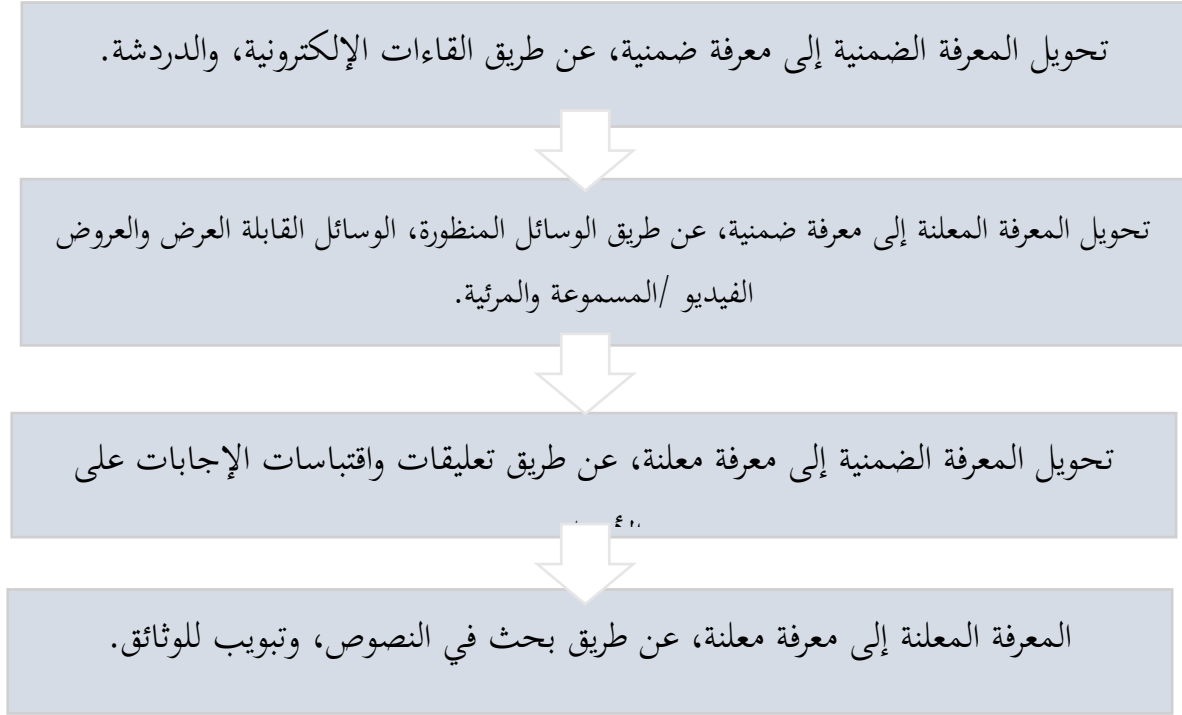 تحويل المعرفة الضمنية إلى معرفة ضمنية، عن طريق القاءات الإلكترونية، والدردشة.
تحويل المعرفة المعلنة إلى معرفة ضمنية، عن طريق الوسائل المنظورة، الوسائل القابلة العرض والعروض
الفيديو /المسموعة والمرئية.
تحويل المعرفة الضمنية إلى معرفة معلنة، عن طريق تعليقات واقتباسات الإجابات على
المعرفة المعلنة إلى معرفة معلنة، عن طريق بحث في النصوص، وتبويب للوثائق.